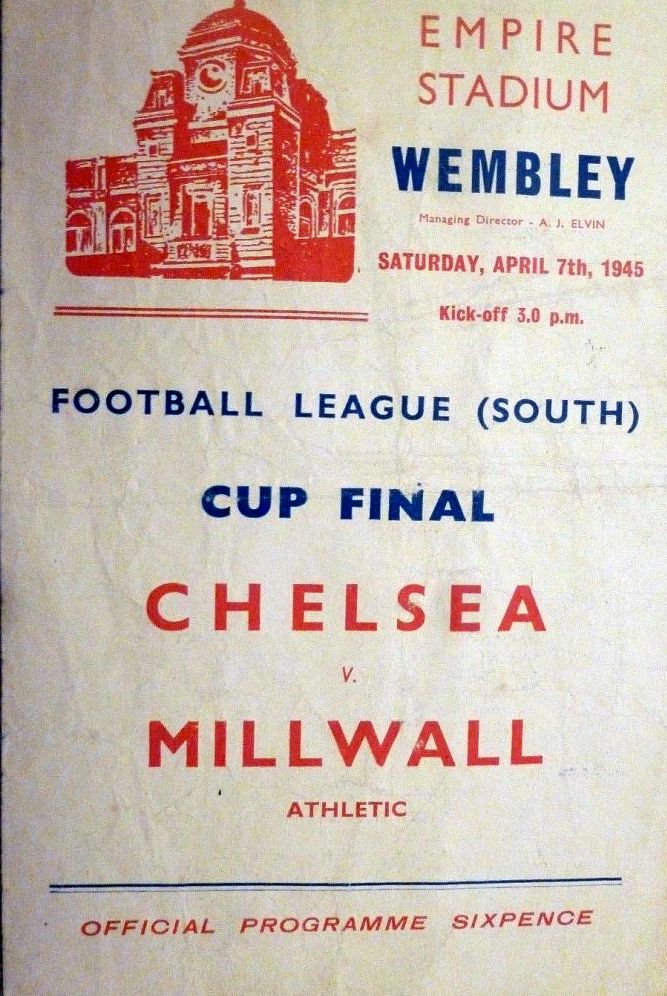 EMPIRE
STADIUM
WEMBLEY
Managing Director - A. J. ELVIN
SATURDAY, APRIL 7th, 1945
Kick-off 3.0 p.m.
FOOTBALL LEAGUE (SOUTH)
CUP FINAL
CHELSEA
v.
MILLWALL
ATHLETIC
OFFICIAL PROGRAMME SIXPENCE